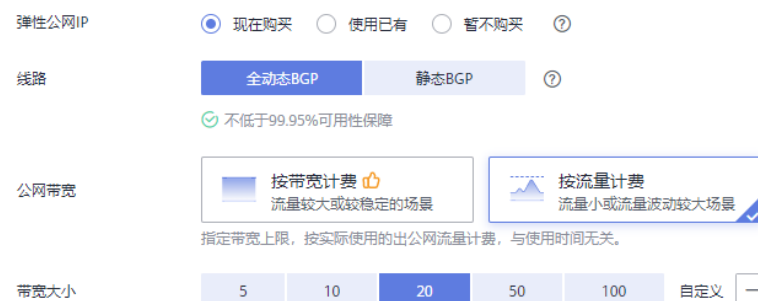 弹性公网IP 现在购买 使用已有 暂不购买 ?
线路 全动态BGP 静态BGP ?
不低于99.95%可用性保障
公网带宽 按带宽计费 按流量计费
流量较大或较稳定的场景 流量小或流量波动较大场景
指定带宽上限，按实际使用的出公网流量计费，与使用时间无关。
带宽大小 5 10 20 50 100 自定义